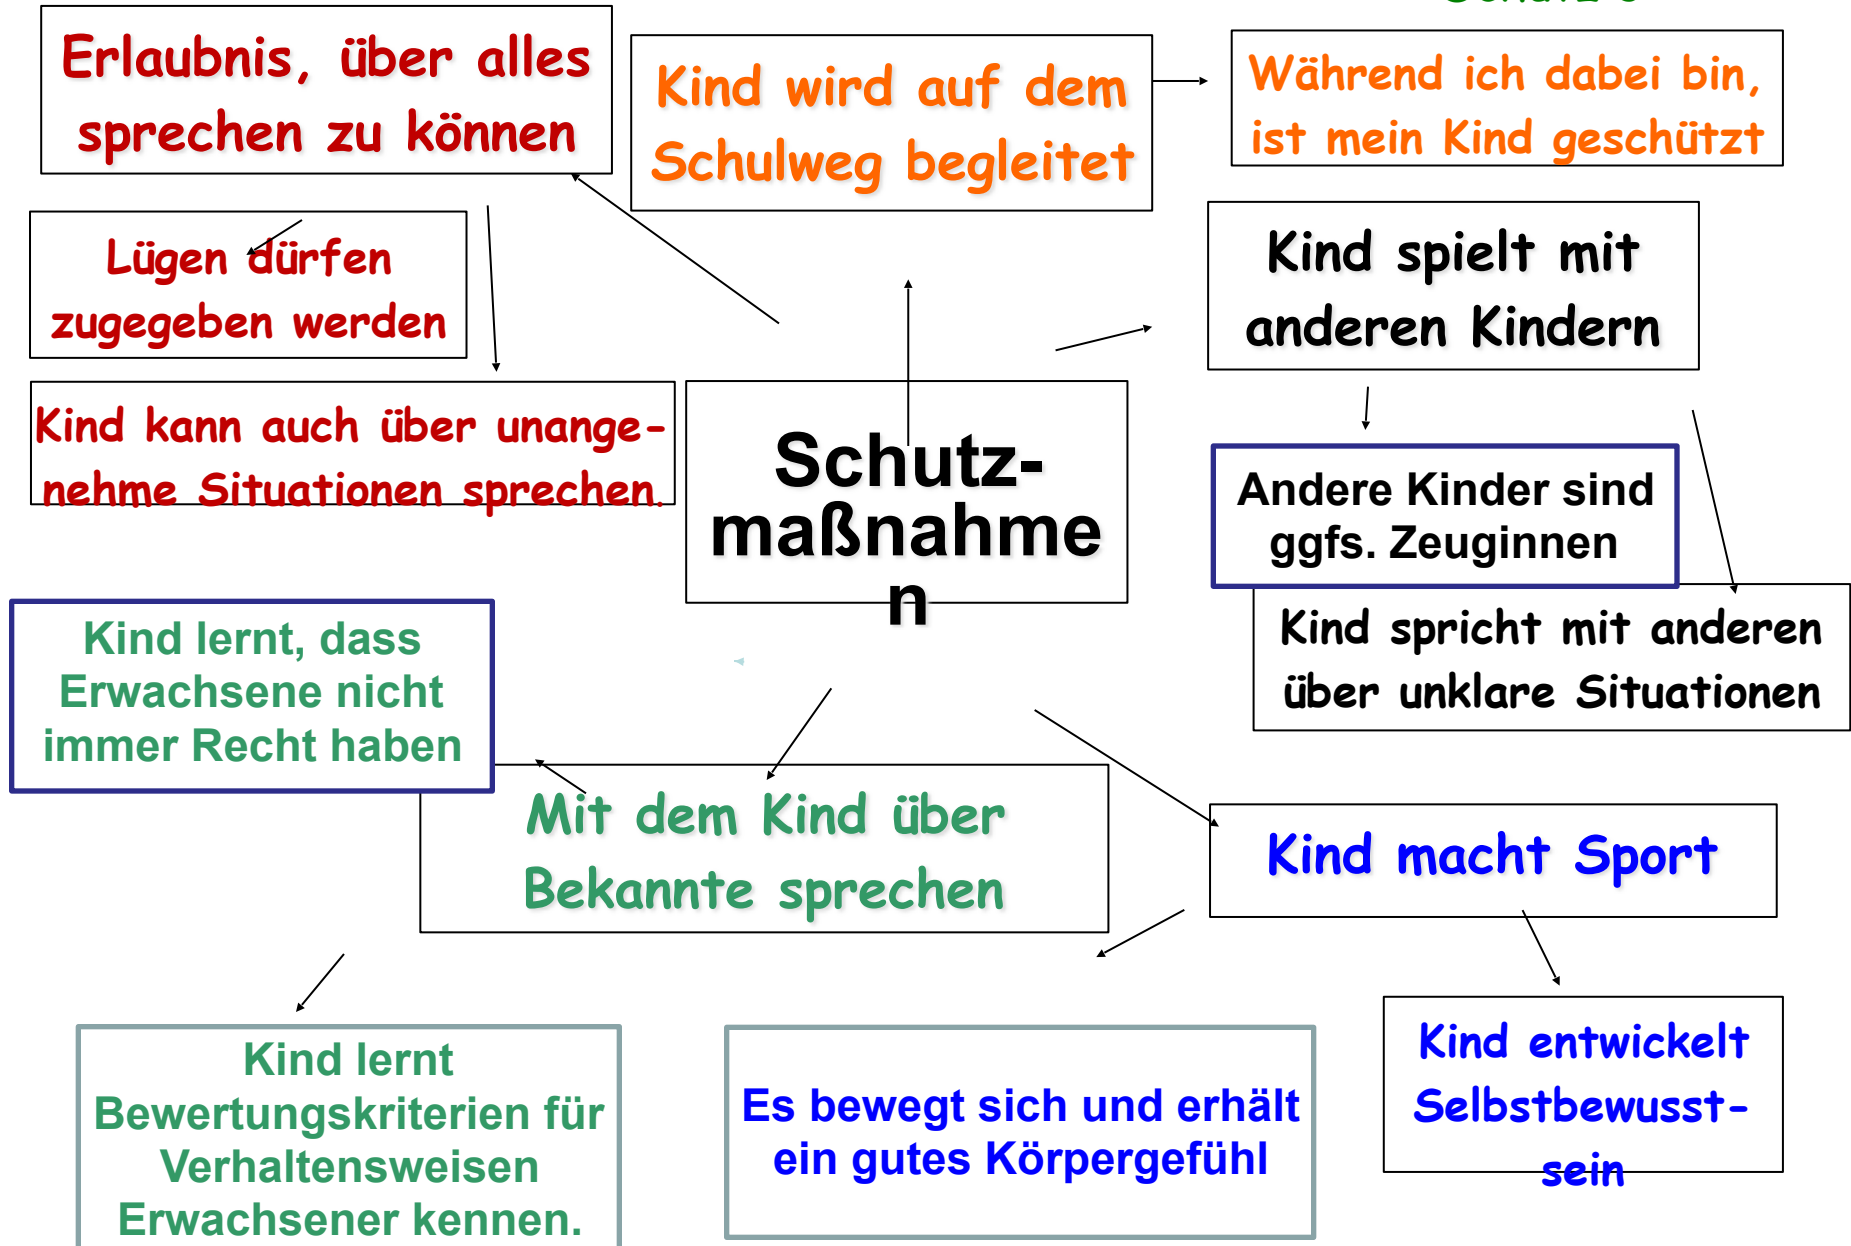 Erlaubnis, über alles
sprechen zu können
Kind wird auf dem
Schulweg begleitet
Während ich dabei bin,
ist mein Kind geschützt
Lügen dürfen
zugegeben werden
Kind spielt mit
anderen Kindern
Kind kann auch über unange-
nehme Situationen sprechen.
Schutz-
maßnahme
n
Andere Kinder sind
ggfs. Zeuginnen
Kind spricht mit anderen
über unklare Situationen
Kind lernt, dass
Erwachsene nicht
immer Recht haben
Mit dem Kind über
Bekannte sprechen
Kind macht Sport
Kind lernt
Bewertungskriterien für
Verhaltensweisen
Erwachsener kennen.
Es bewegt sich und erhält
ein gutes Körpergefühl
Kind entwickelt
Selbstbewusst-
sein